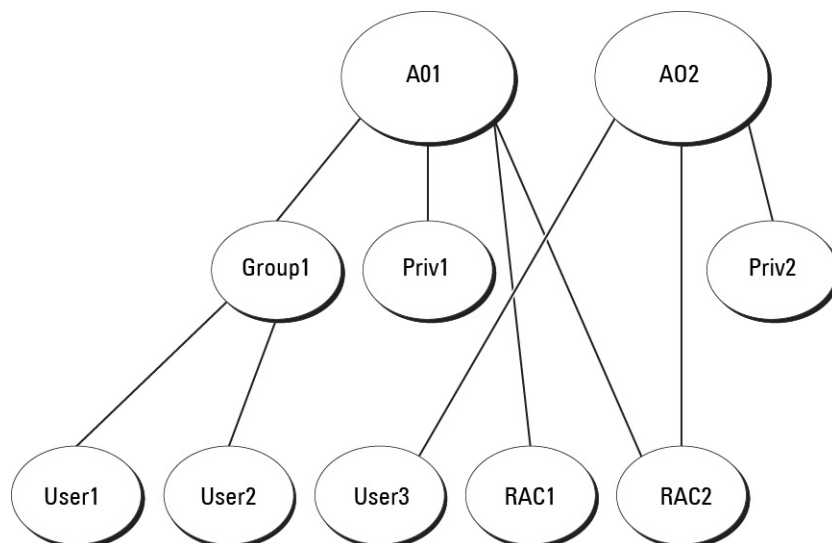 A01
AO2
Group1
Priv1
Priv2
User1
User2
User3
RAC1
RAC2